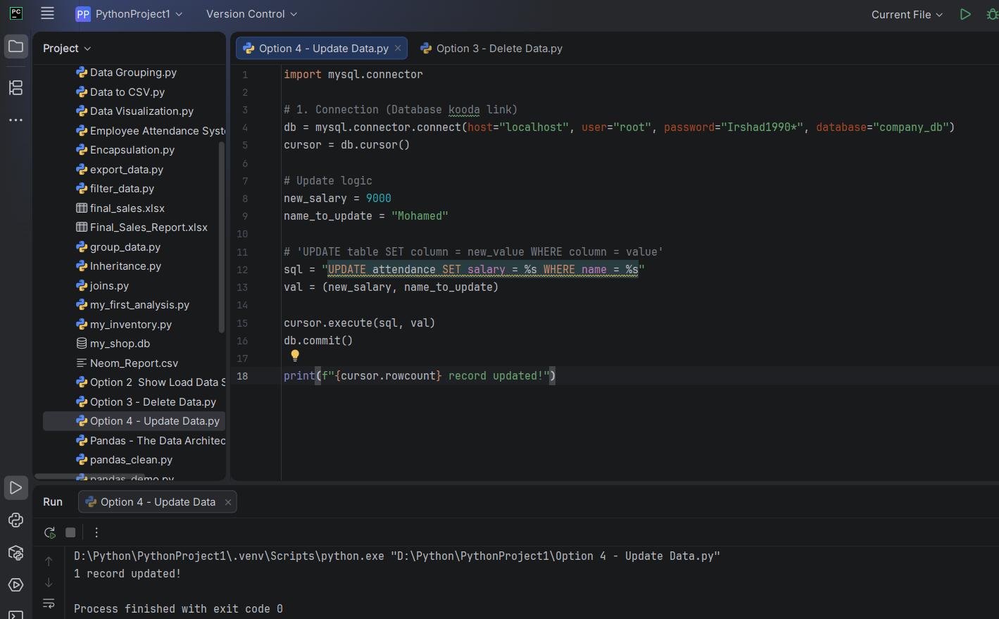 PC
PP PythonProject1 Version Control Current File
Project
Data Grouping.py
Data to CSV.py
Data Visualization.py
Employee Attendance Syst
Encapsulation.py
export_data.py
filter_data.py
final_sales.xlsx
Final_Sales_Report.xlsx
group_data.py
Inheritance.py
joins.py
my_first_analysis.py
my_inventory.py
my_shop.db
Neom_Report.csv
Option 2  Show Load Data S
Option 3 - Delete Data.py
Option 4 - Update Data.py
Pandas - The Data Architec
pandas_clean.py
pandas_demo.py
Option 4 - Update Data.py Option 3 - Delete Data.py
1 import mysql.connector
2
3 # 1. Connection (Database kooda link)
4 db = mysql.connector.connect(host="localhost", user="root", password="Irshad1990*", database="company_db")
5 cursor = db.cursor()
6
7 # Update logic
8 new_salary = 9000
9 name_to_update = "Mohamed"
10
11 # 'UPDATE table SET column = new_value WHERE column = value'
12 sql = "UPDATE attendance SET salary = %s WHERE name = %s"
13 val = (new_salary, name_to_update)
14
15 cursor.execute(sql, val)
16 db.commit()
17
18 print(f"{cursor.rowcount} record updated!")
Run Option 4 - Update Data
D:\Python\PythonProject1\.venv\Scripts\python.exe "D:\Python\PythonProject1\Option 4 - Update Data.py"
1 record updated!
Process finished with exit code 0